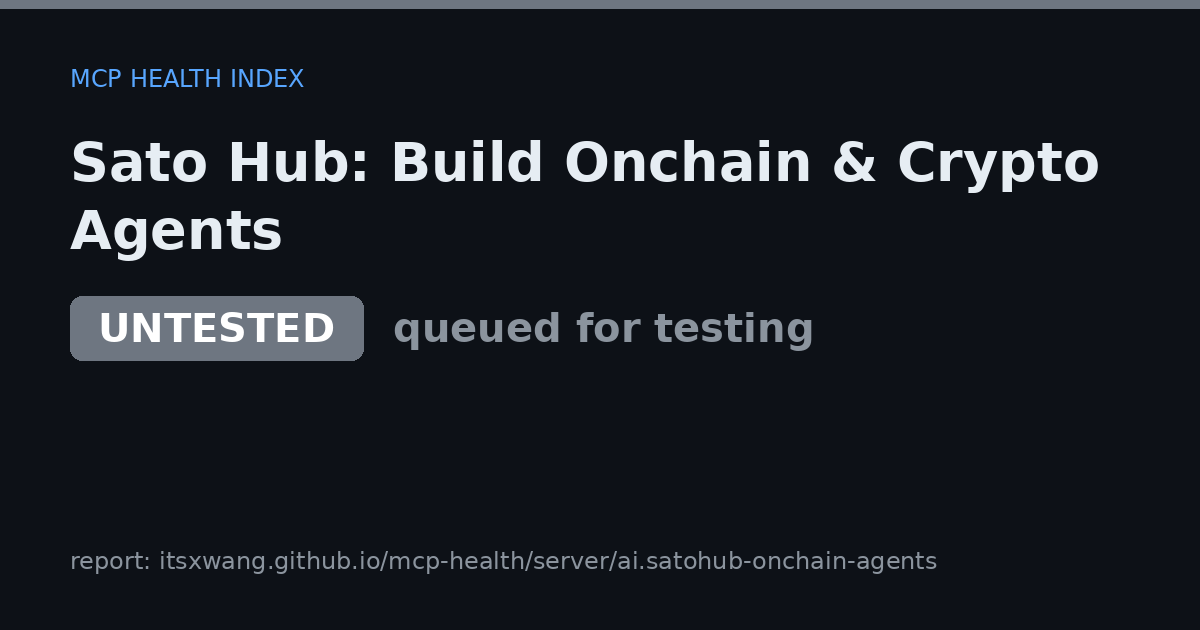 MCP HEALTH INDEX
Sato Hub: Build Onchain & Crypto
Agents
UNTESTED queued for testing
report: itsxwang.github.io/mcp-health/server/ai.satohub-onchain-agents